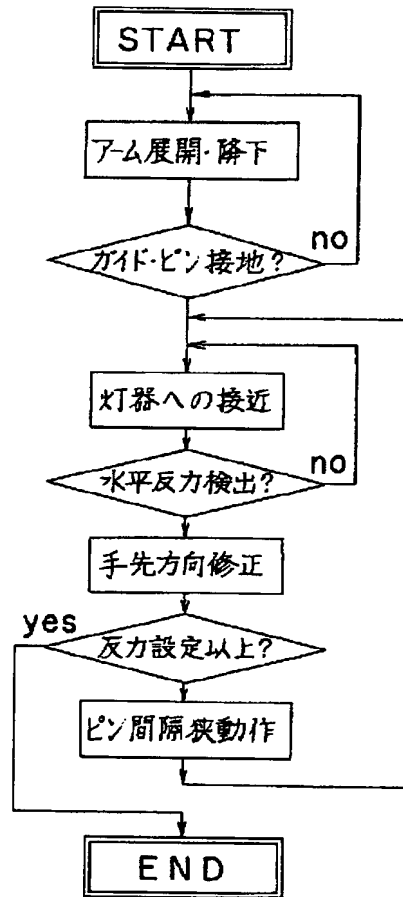 START
アーム展開・降下
ガイド・ピン接地?
no
灯器への接近
水平反力検出?
no
手先方向修正
yes
反力設定以上?
ピン間隔狭動作
END